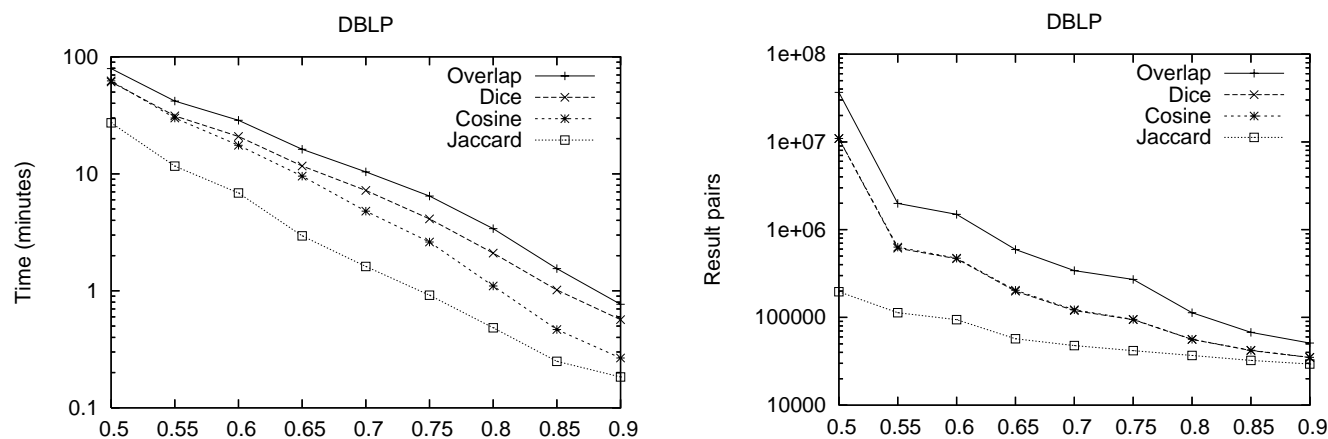 DBLP
100
10
1
0.1
Time (minutes)
Overlap
Dice
Cosine
Jaccard
0.5 0.55 0.6 0.65 0.7 0.75 0.8 0.85 0.9
DBLP
1e+08
1e+07
1e+06
100000
10000
Result pairs
Overlap
Dice
Cosine
Jaccard
0.5 0.55 0.6 0.65 0.7 0.75 0.8 0.85 0.9